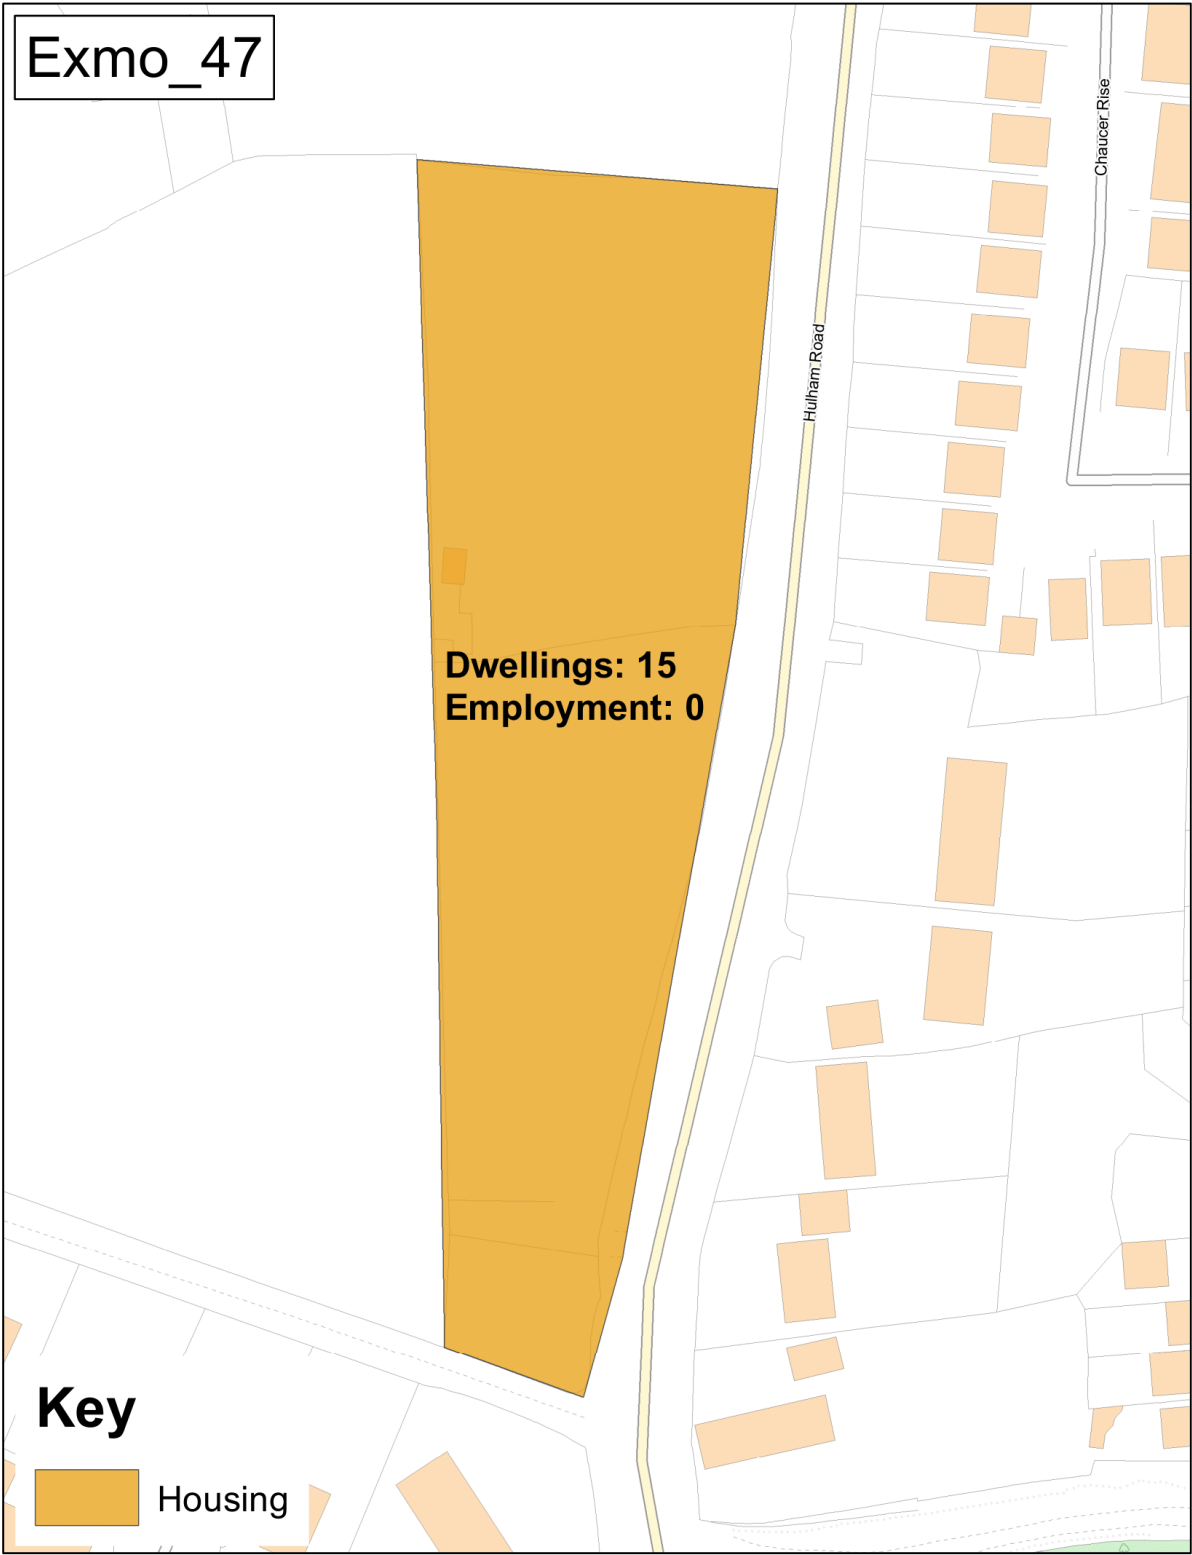 Exmo_47
Chaucer Rise
Hulham Road
Dwellings: 15
Employment: 0
Key
Housing